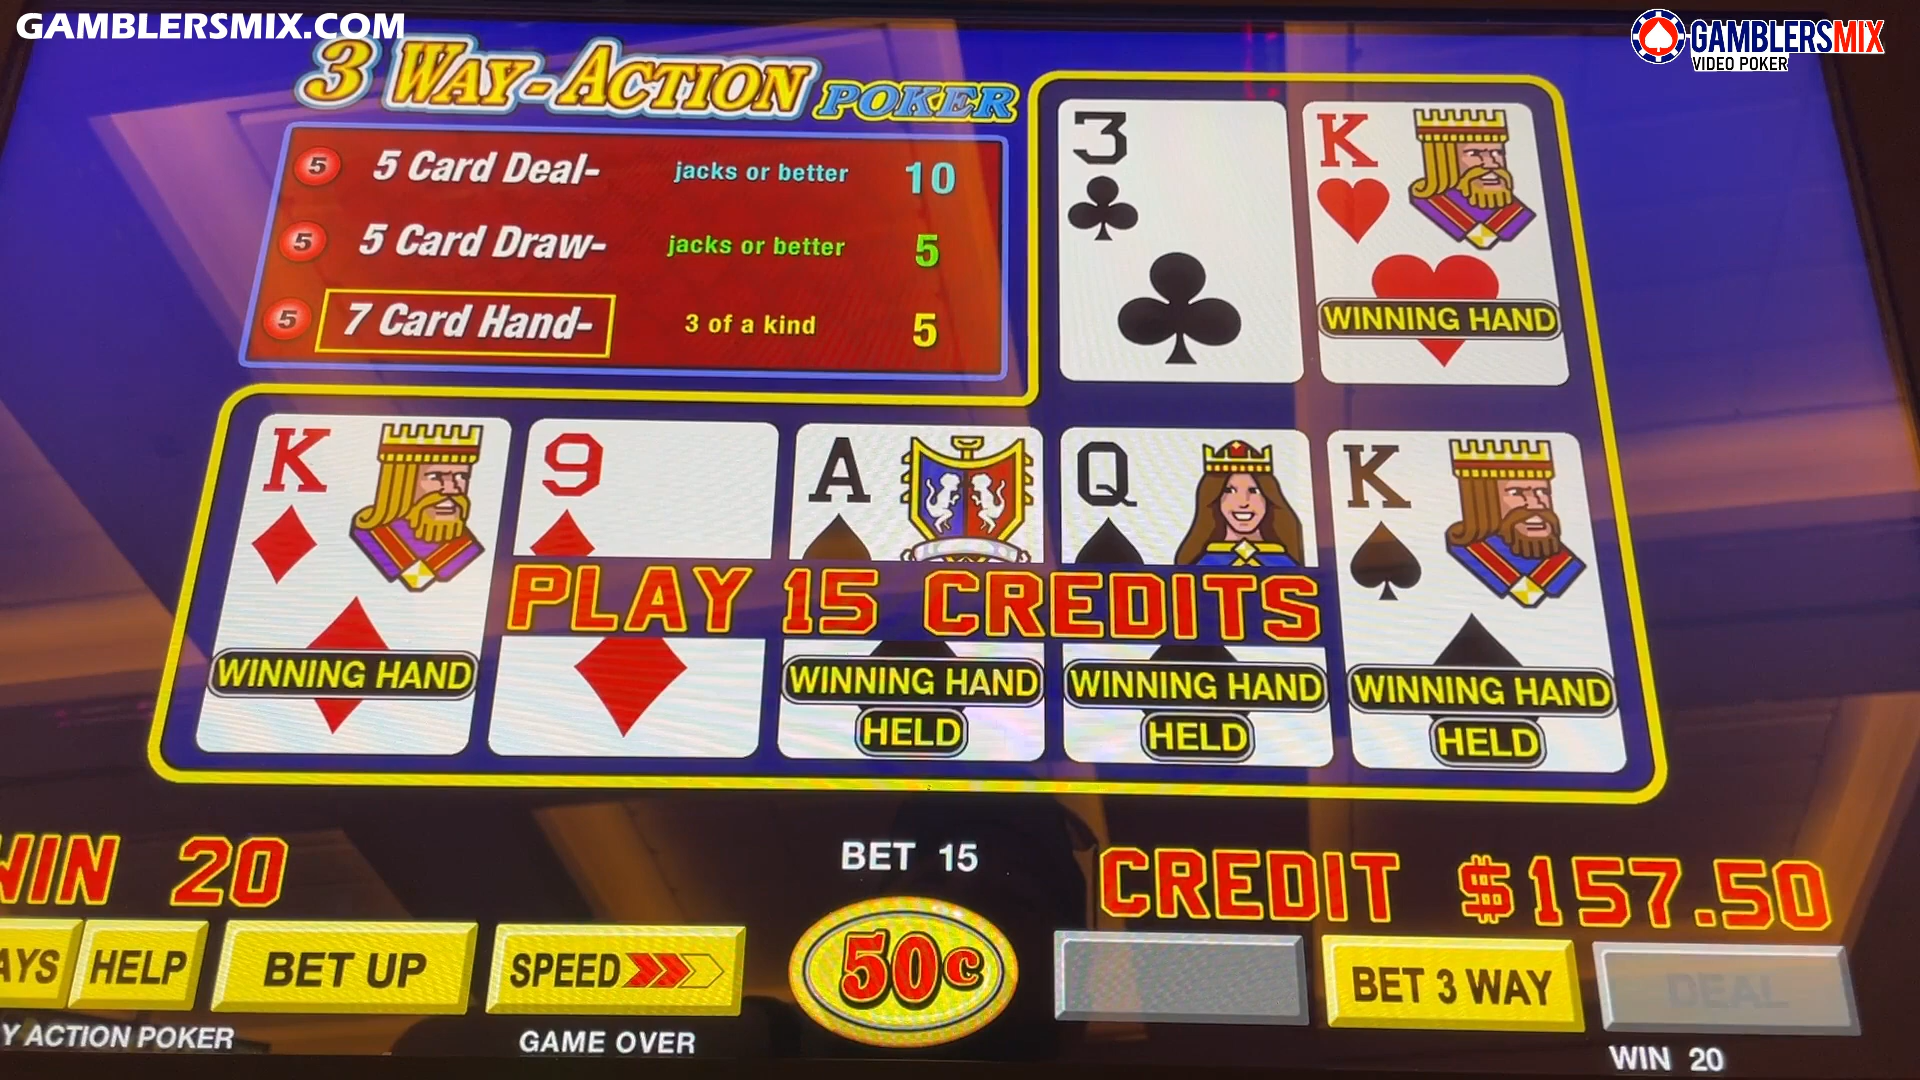 GAMBLERSMIX.COM
GAMBLERSMIX
VIDEO POKER
3 WAY-ACTION POKER
5 5 Card Deal- jacks or better 10
5 5 Card Draw- jacks or better 5
5 7 Card Hand- 3 of a kind 5
3 K
WINNING HAND
K 9 A Q K
PLAY 15 CREDITS
WINNING HAND WINNING HAND WINNING HAND WINNING HAND
HELD HELD HELD
WIN 20 BET 15 CREDIT $157.50
AYS HELP BET UP SPEED 50¢ BET 3 WAY DEAL
Y ACTION POKER GAME OVER WIN 20